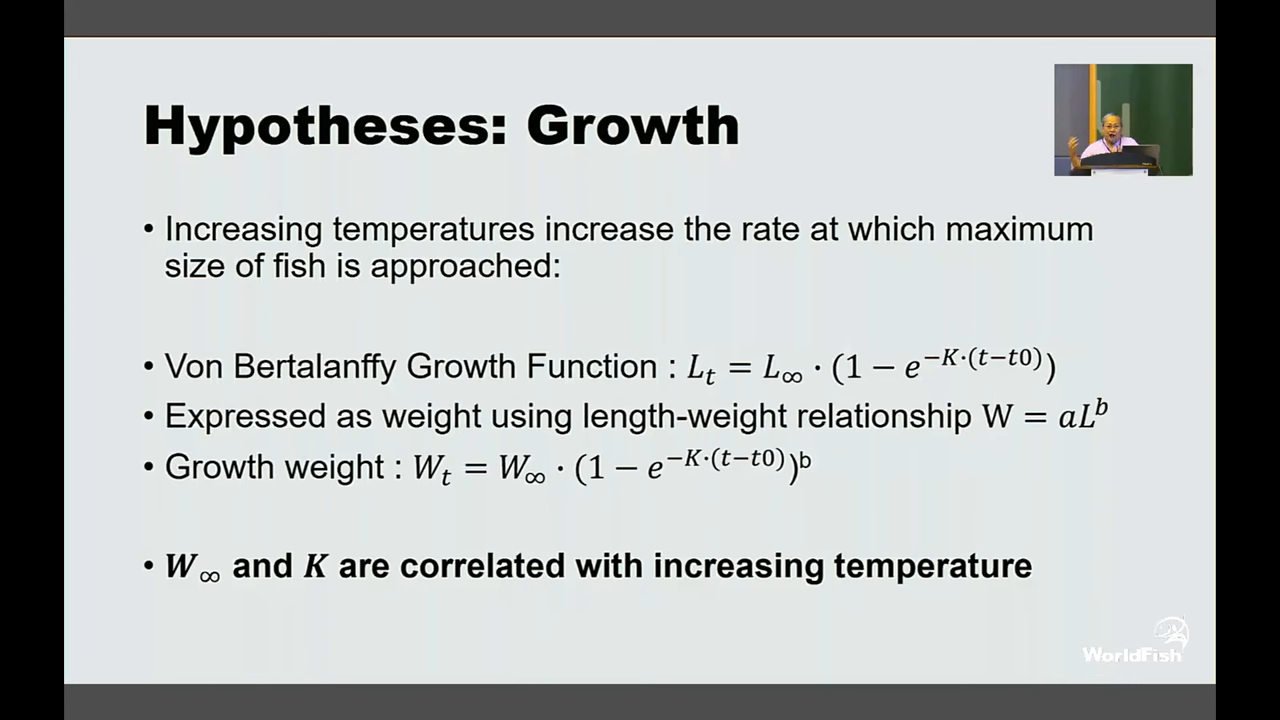 Hypotheses: Growth
• Increasing temperatures increase the rate at which maximum
size of fish is approached:
• Von Bertalanffy Growth Function : Lₜ = L∞ · (1 − e^{−K·(t−t0)})
• Expressed as weight using length-weight relationship W = aL^b
• Growth weight : Wₜ = W∞ · (1 − e^{−K·(t−t0)})^b
• W∞ and K are correlated with increasing temperature
WorldFish